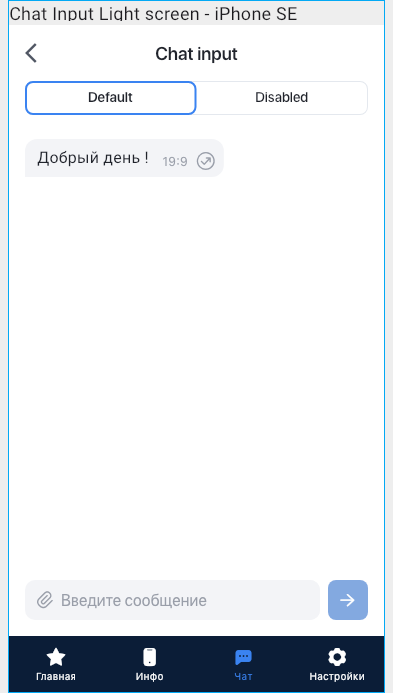 Chat Input Light screen - iPhone SE
Chat input
Default
Disabled
Добрый день ! 19:9
Введите сообщение
Главная
Инфо
Чат
Настройки